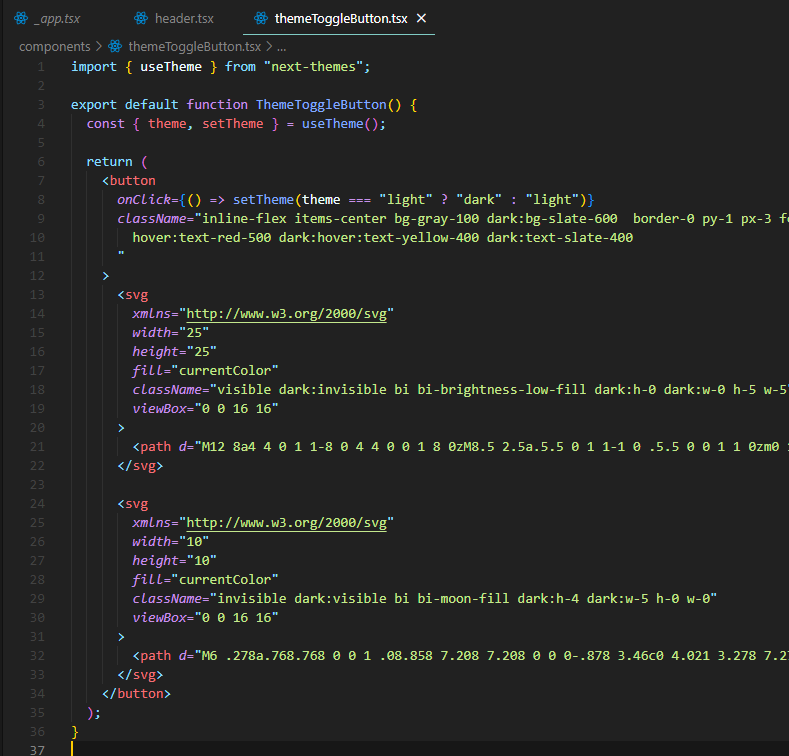 _app.tsx header.tsx themeToggleButton.tsx ×
components > themeToggleButton.tsx > ...
1 import { useTheme } from "next-themes";
2
3 export default function ThemeToggleButton() {
4 const { theme, setTheme } = useTheme();
5
6 return (
7 <button
8 onClick={() => setTheme(theme === "light" ? "dark" : "light")}
9 className="inline-flex items-center bg-gray-100 dark:bg-slate-600  border-0 py-1 px-3
10 hover:text-red-500 dark:hover:text-yellow-400 dark:text-slate-400
11 "
12 >
13 <svg
14 xmlns="http://www.w3.org/2000/svg"
15 width="25"
16 height="25"
17 fill="currentColor"
18 className="visible dark:invisible bi bi-brightness-low-fill dark:h-0 dark:w-0 h-5 w-5"
19 viewBox="0 0 16 16"
20 >
21 <path d="M12 8a4 4 0 1 1-8 0 4 4 0 0 1 8 0zM8.5 2.5a.5.5 0 1 1-1 0 .5.5 0 0 1 1 0zm0
22 </svg>
23
24 <svg
25 xmlns="http://www.w3.org/2000/svg"
26 width="10"
27 height="10"
28 fill="currentColor"
29 className="invisible dark:visible bi bi-moon-fill dark:h-4 dark:w-5 h-0 w-0"
30 viewBox="0 0 16 16"
31 >
32 <path d="M6 .278a.768.768 0 0 1 .08.858 7.208 7.208 0 0 0-.878 3.46c0 4.021 3.278
33 </svg>
34 </button>
35 );
36 }
37